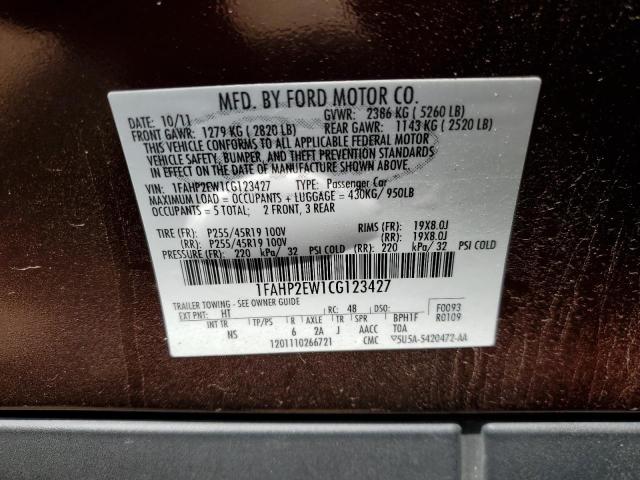 MFD. BY FORD MOTOR CO.
DATE: 10/11 GVWR: 2386 KG ( 5260 LB)
FRONT GAWR: 1279 KG ( 2820 LB) REAR GAWR: 1143 KG ( 2520 LB)
THIS VEHICLE CONFORMS TO ALL APPLICABLE FEDERAL MOTOR
VEHICLE SAFETY, BUMPER, AND THEFT PREVENTION STANDARDS
IN EFFECT ON THE DATE OF MANUFACTURE SHOWN ABOVE.
VIN: 1FAHP2EW1CG123427 TYPE: Passenger Car
MAXIMUM LOAD = OCCUPANTS + LUGGAGE = 430KG/ 950LB
OCCUPANTS = 5 TOTAL; 2 FRONT, 3 REAR
TIRE (FR): P255/45R19 100V RIMS (FR): 19X8.0J
(RR): P255/45R19 100V (RR): 19X8.0J
PRESSURE (FR): 220 kPa/ 32 PSI COLD (RR): 220 kPa/ 32 PSI COLD
1FAHP2EW1CG123427
TRAILER TOWING - SEE OWNER GUIDE
EXT PNT: HT RC: 48 DSO: F0093
INT TR TP/PS R AXLE TR SPR BPH1F R0109
NS 6 2A J AACC TOA
1201110266721 CMC 5U5A-5420472-AA